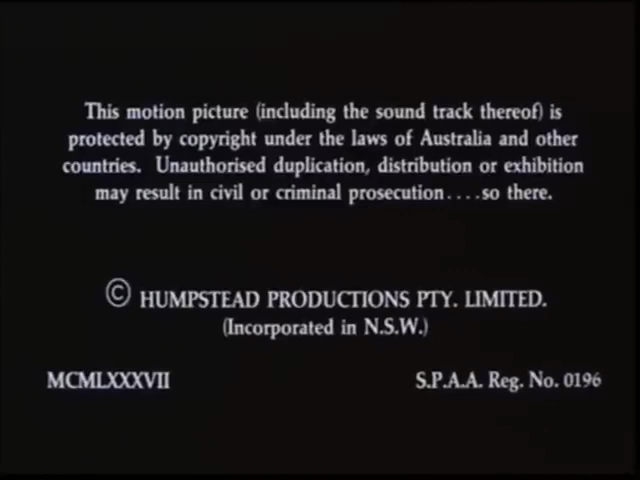 This motion picture (including the sound track thereof) is
protected by copyright under the laws of Australia and other
countries. Unauthorised duplication, distribution or exhibition
may result in civil or criminal prosecution....so there.
© HUMPSTEAD PRODUCTIONS PTY. LIMITED.
(Incorporated in N.S.W.)
MCMLXXXVII S.P.A.A. Reg. No. 0196